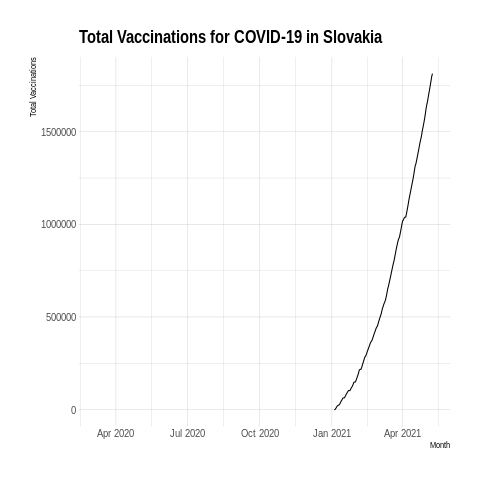 Total Vaccinations for COVID-19 in Slovakia
Total Vaccinations
1500000
1000000
500000
0
Apr 2020 Jul 2020 Oct 2020 Jan 2021 Apr 2021
Month